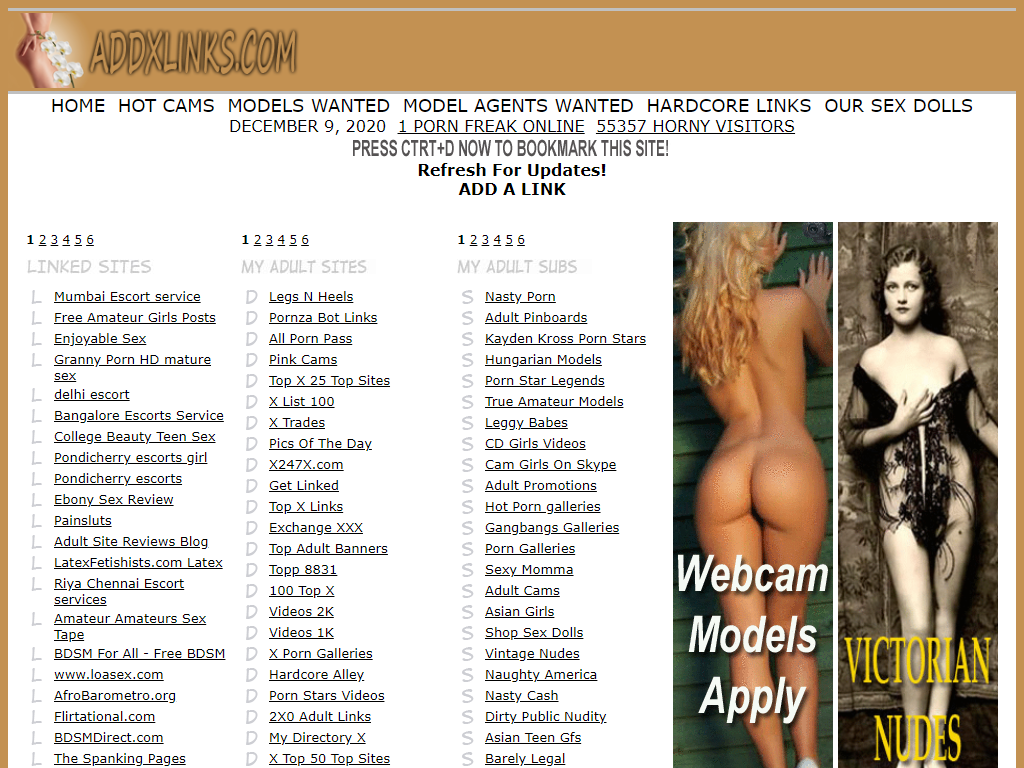 ADDXLINKS.COM
HOME HOT CAMS MODELS WANTED MODEL AGENTS WANTED HARDCORE LINKS OUR SEX DOLLS
DECEMBER 9, 2020 1 PORN FREAK ONLINE 55357 HORNY VISITORS
PRESS CTRT+D NOW TO BOOKMARK THIS SITE!
Refresh For Updates!
ADD A LINK
1 2 3 4 5 6
LINKED SITES
L Mumbai Escort service
L Free Amateur Girls Posts
L Enjoyable Sex
L Granny Porn HD mature
sex
L delhi escort
L Bangalore Escorts Service
L College Beauty Teen Sex
L Pondicherry escorts girl
L Pondicherry escorts
L Ebony Sex Review
L Painsluts
L Adult Site Reviews Blog
L LatexFetishists.com Latex
L Riya Chennai Escort
services
L Amateur Amateurs Sex
Tape
L BDSM For All - Free BDSM
L www.loasex.com
L AfroBarometro.org
L Flirtational.com
L BDSMDirect.com
L The Spanking Pages
1 2 3 4 5 6
MY ADULT SITES
D Legs N Heels
D Pornza Bot Links
D All Porn Pass
D Pink Cams
D Top X 25 Top Sites
D X List 100
D X Trades
D Pics Of The Day
D X247X.com
D Get Linked
D Top X Links
D Exchange XXX
D Top Adult Banners
D Topp 8831
D 100 Top X
D Videos 2K
D Videos 1K
D X Porn Galleries
D Hardcore Alley
D Porn Stars Videos
D 2X0 Adult Links
D My Directory X
D X Top 50 Top Sites
1 2 3 4 5 6
MY ADULT SUBS
S Nasty Porn
S Adult Pinboards
S Kayden Kross Porn Stars
S Hungarian Models
S Porn Star Legends
S True Amateur Models
S Leggy Babes
S CD Girls Videos
S Cam Girls On Skype
S Adult Promotions
S Hot Porn galleries
S Gangbangs Galleries
S Porn Galleries
S Sexy Momma
S Adult Cams
S Asian Girls
S Shop Sex Dolls
S Vintage Nudes
S Naughty America
S Nasty Cash
S Dirty Public Nudity
S Asian Teen Gfs
S Barely Legal
Webcam
Models
Apply
VICTORIAN
NUDES